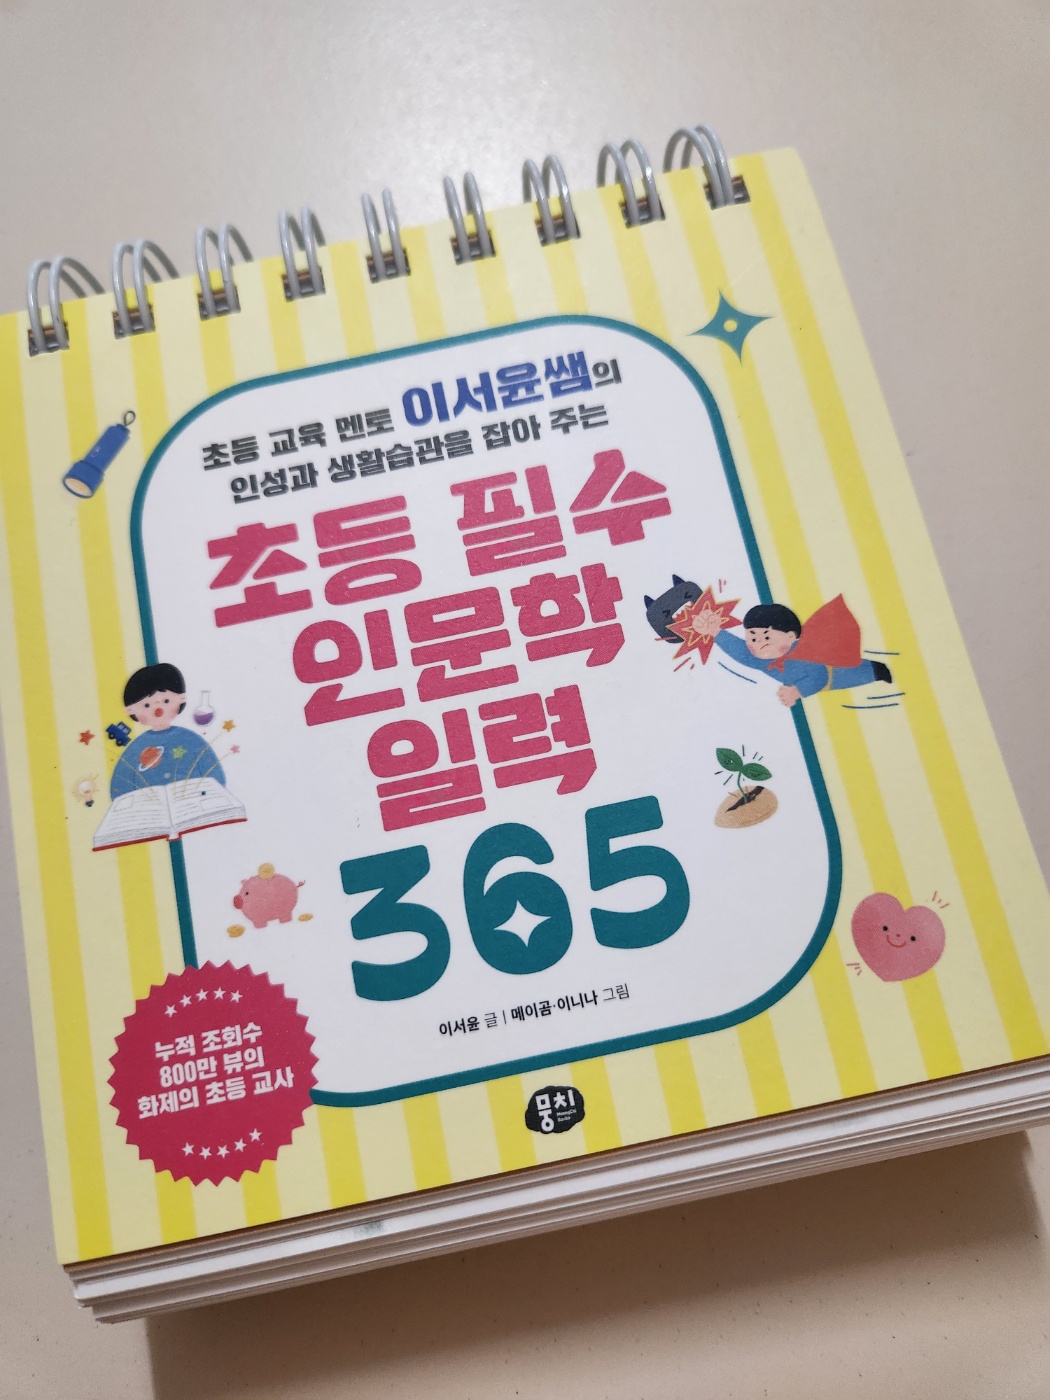 초등 교육 멘토 이서윤쌤의
인성과 생활습관을 잡아 주는
초등 필수
인문학
일력
365
이서윤 글 | 메이곰·이니나 그림
누적 조회수
800만 뷰의
화제의 초등 교사
뭉치